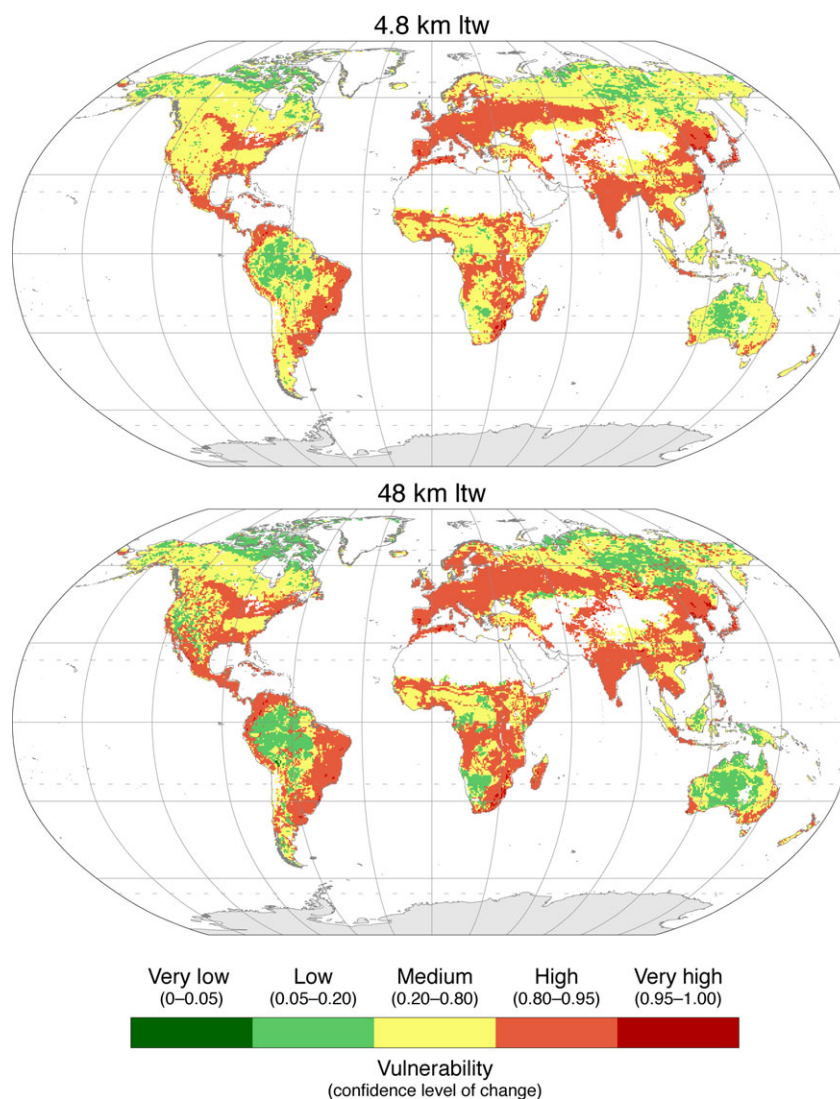 4.8 km ltw
48 km ltw
Very low Low Medium High Very high
(0–0.05) (0.05–0.20) (0.20–0.80) (0.80–0.95) (0.95–1.00)
Vulnerability
(confidence level of change)